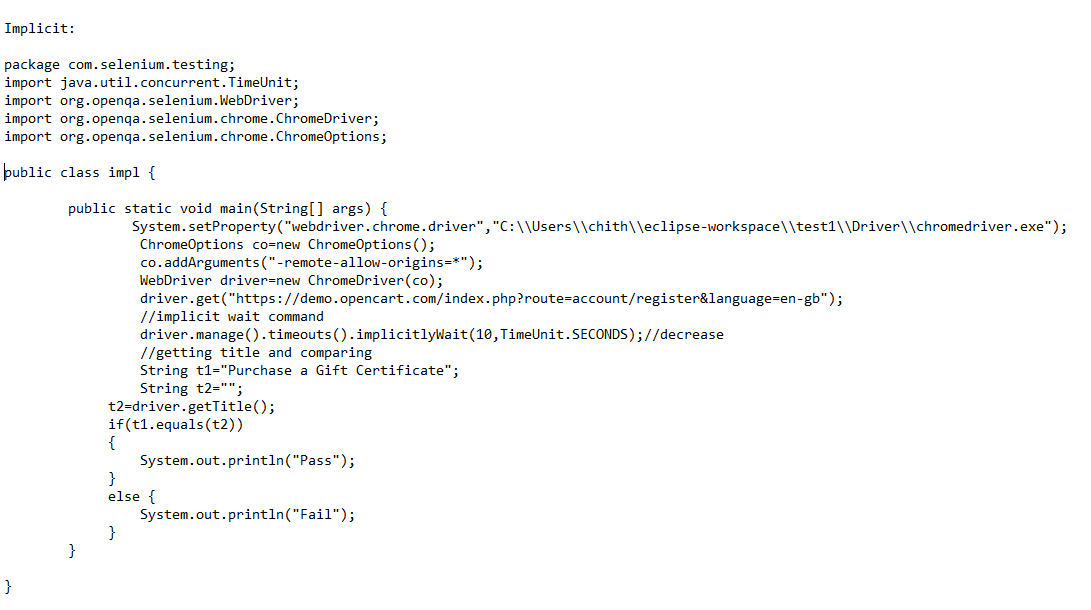 Implicit:
package com.selenium.testing;
import java.util.concurrent.TimeUnit;
import org.openqa.selenium.WebDriver;
import org.openqa.selenium.chrome.ChromeDriver;
import org.openqa.selenium.chrome.ChromeOptions;
public class impl {
public static void main(String[] args) {
System.setProperty("webdriver.chrome.driver","C:\\Users\\chith\\eclipse-workspace\\test1\\Driver\\chromedriver.exe");
ChromeOptions co=new ChromeOptions();
co.addArguments("-remote-allow-origins=*");
WebDriver driver=new ChromeDriver(co);
driver.get("https://demo.opencart.com/index.php?route=account/register&language=en-gb");
//implicit wait command
driver.manage().timeouts().implicitlyWait(10,TimeUnit.SECONDS);//decrease
//getting title and comparing
String t1="Purchase a Gift Certificate";
String t2="";
t2=driver.getTitle();
if(t1.equals(t2))
{
System.out.println("Pass");
}
else {
System.out.println("Fail");
}
}
}